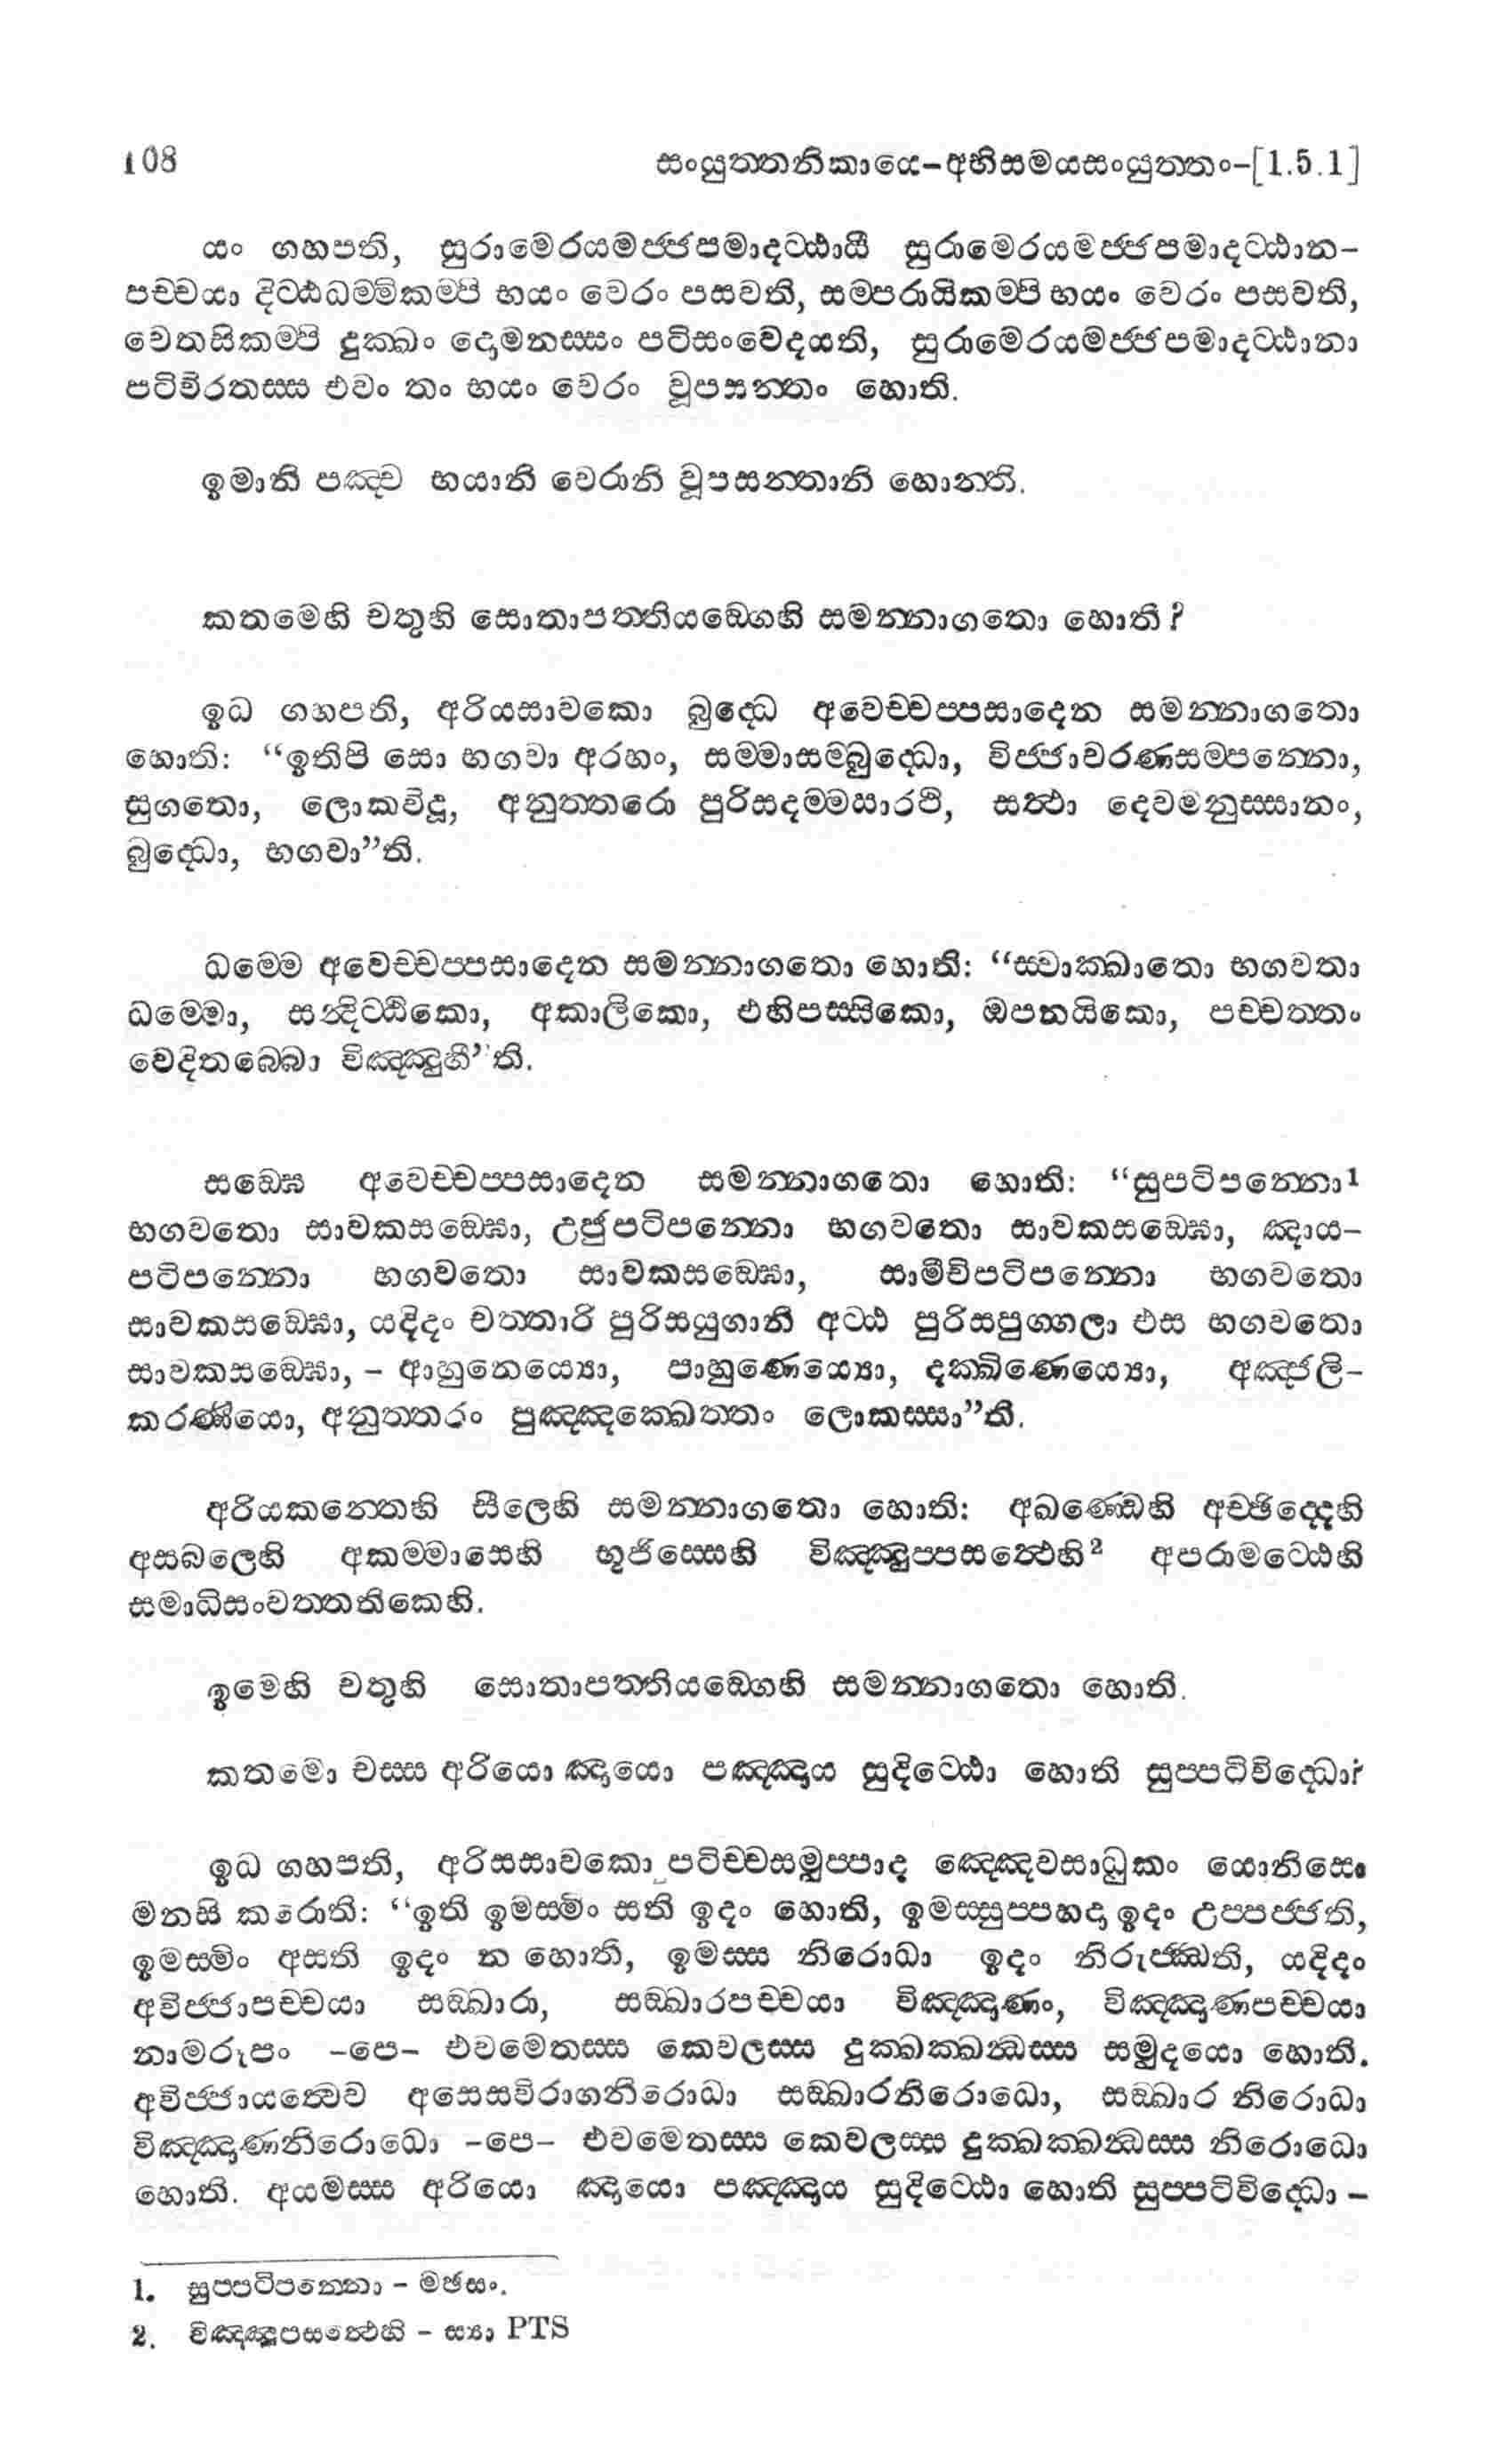 108 සංයුත්තනිකායෙ-අභිසමයසංයුත්තං-[1.5.1]
යං ගහපති, සුරාමෙරයමජ්ජපමාදට්ඨායී සුරාමෙරයමජ්ජපමාදට්ඨාන-
පච්චයා දිට්ඨධම්මිකම්පි භයං වෙරං පසවති, සම්පරායිකම්පි භයං වෙරං පසවති,
චෙතසිකම්පි දුක්ඛං දොමනස්සං පටිසංවෙදයති, සුරාමෙරයමජ්ජපමාදට්ඨානා
පටිවිරතස්ස එවං තං භයං වෙරං වූපසන්තං හොති.
ඉමානි පඤ්ච භයානි වෙරානි වූපසන්තානි හොන්ති.
කතමෙහි චතූහි සොතාපත්තියඞ්ගෙහි සමන්නාගතො හොති?
ඉධ ගහපති, අරියසාවකො බුද්ධෙ අවෙච්චප්පසාදෙන සමන්නාගතො
හොති: “ඉතිපි සො භගවා අරහං, සම්මාසම්බුද්ධො, විජ්ජාචරණසම්පන්නො,
සුගතො, ලොකවිදූ, අනුත්තරො පුරිසදම්මසාරථි, සත්ථා දෙවමනුස්සානං,
බුද්ධො, භගවා”ති.
ධම්මෙ අවෙච්චප්පසාදෙන සමන්නාගතො හොති: “ස්වාක්ඛාතො භගවතා
ධම්මො, සන්දිට්ඨිකො, අකාලිකො, එහිපස්සිකො, ඔපනයිකො, පච්චත්තං
වෙදිතබ්බො විඤ්ඤුහී”ති.
සඞ්ඝෙ අවෙච්චප්පසාදෙන සමන්නාගතො හොති: “සුපටිපන්නො1
භගවතො සාවකසඞ්ඝො, උජුපටිපන්නො භගවතො සාවකසඞ්ඝො, ඤාය-
පටිපන්නො භගවතො සාවකසඞ්ඝො, සාමීචිපටිපන්නො භගවතො
සාවකසඞ්ඝො, යදිදං චත්තාරි පුරිසයුගානි අට්ඨ පුරිසපුග්ගලා එස භගවතො
සාවකසඞ්ඝො, - ආහුනෙය්‍යො, පාහුණෙය්‍යො, දක්ඛිණෙය්‍යො, අඤ්ජලි-
කරණීයො, අනුත්තරං පුඤ්ඤක්ඛෙත්තං ලොකස්සා”ති.
අරියකන්තෙහි සීලෙහි සමන්නාගතො හොති: අඛණ්ඩෙහි අච්ඡිද්දෙහි
අසබලෙහි අකම්මාසෙහි භූජිස්සෙහි විඤ්ඤුප්පසත්ථෙහි2 අපරාමට්ඨෙහි
සමාධිසංවත්තනිකෙහි.
ඉමෙහි චතුහි සොතාපත්තියඞ්ගෙහි සමන්නාගතො හොති.
කතමො චස්ස අරියො ඤායො පඤ්ඤාය සුදිට්ඨො හොති සුප්පටිවිද්ධො?
ඉධ ගහපති, අරිසසාවකො පටිච්චසමුප්පාද ඤ්ඤෙවසාධුකං යොනිසො
මනසි කරොති: “ඉති ඉමස්මිං සති ඉදං හොති, ඉමස්සුප්පහදා ඉදං උප්පජ්ජති,
ඉමස්මිං අසති ඉදං න හොති, ඉමස්ස නිරොධා ඉදං නිරුජ්ඣති, යදිදං
අවිජ්ජාපච්චයා සඞ්ඛාරා, සඞ්ඛාරපච්චයා විඤ්ඤාණං, විඤ්ඤාණපච්චයා
නාමරූපං -පෙ- එවමෙතස්ස කෙවලස්ස දුක්ඛක්ඛන්ධස්ස සමුදයො හොති.
අවිජ්ජායත්වෙව අසෙසවිරාගනිරොධා සඞ්ඛාරනිරොධො, සඞ්ඛාර නිරොධා
විඤ්ඤාණනිරොධො -පෙ- එවමෙතස්ස කෙවලස්ස දුක්ඛක්ඛන්ධස්ස නිරොධො
හොති. අයමස්ස අරියො ඤායො පඤ්ඤාය සුදිට්ඨො හොති සුප්පටිවිද්ධො -
1. සුප්පටිපන්නො - මඡසං.
2. විඤ්ඤූපසත්ථෙහි - ස්‍යා PTS